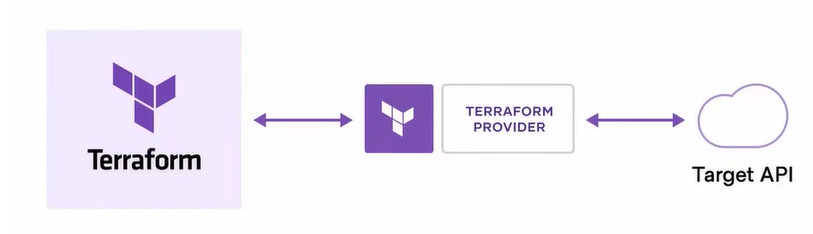 Terraform
TERRAFORM
PROVIDER
Target API